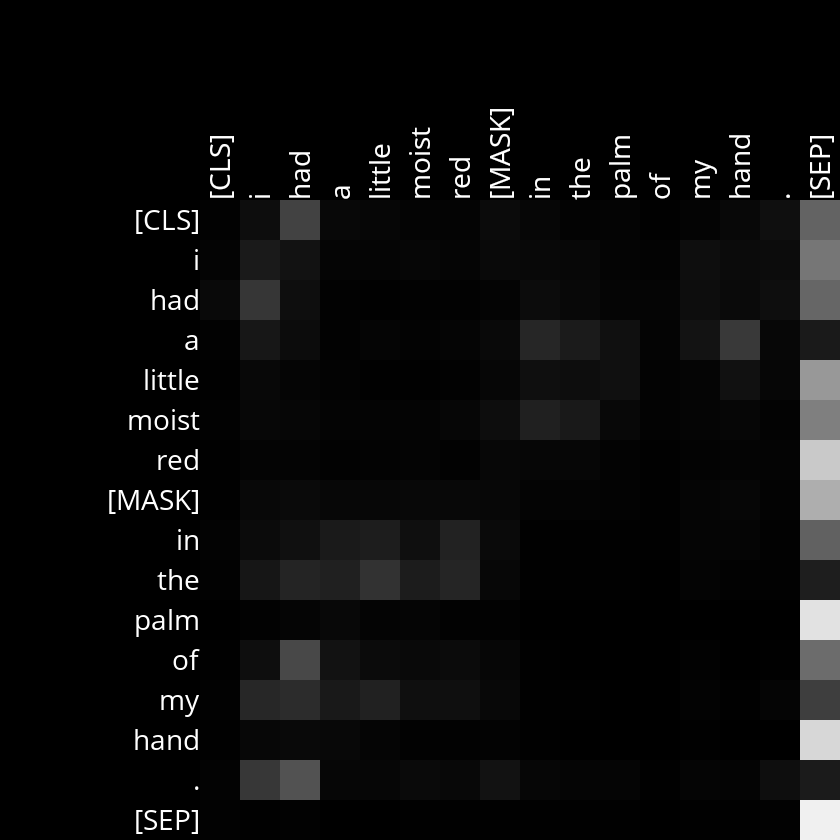 [CLS] i had a little moist red [MASK] in the palm of my hand . [SEP]
[CLS]
i
had
a
little
moist
red
[MASK]
in
the
palm
of
my
hand
.
[SEP]